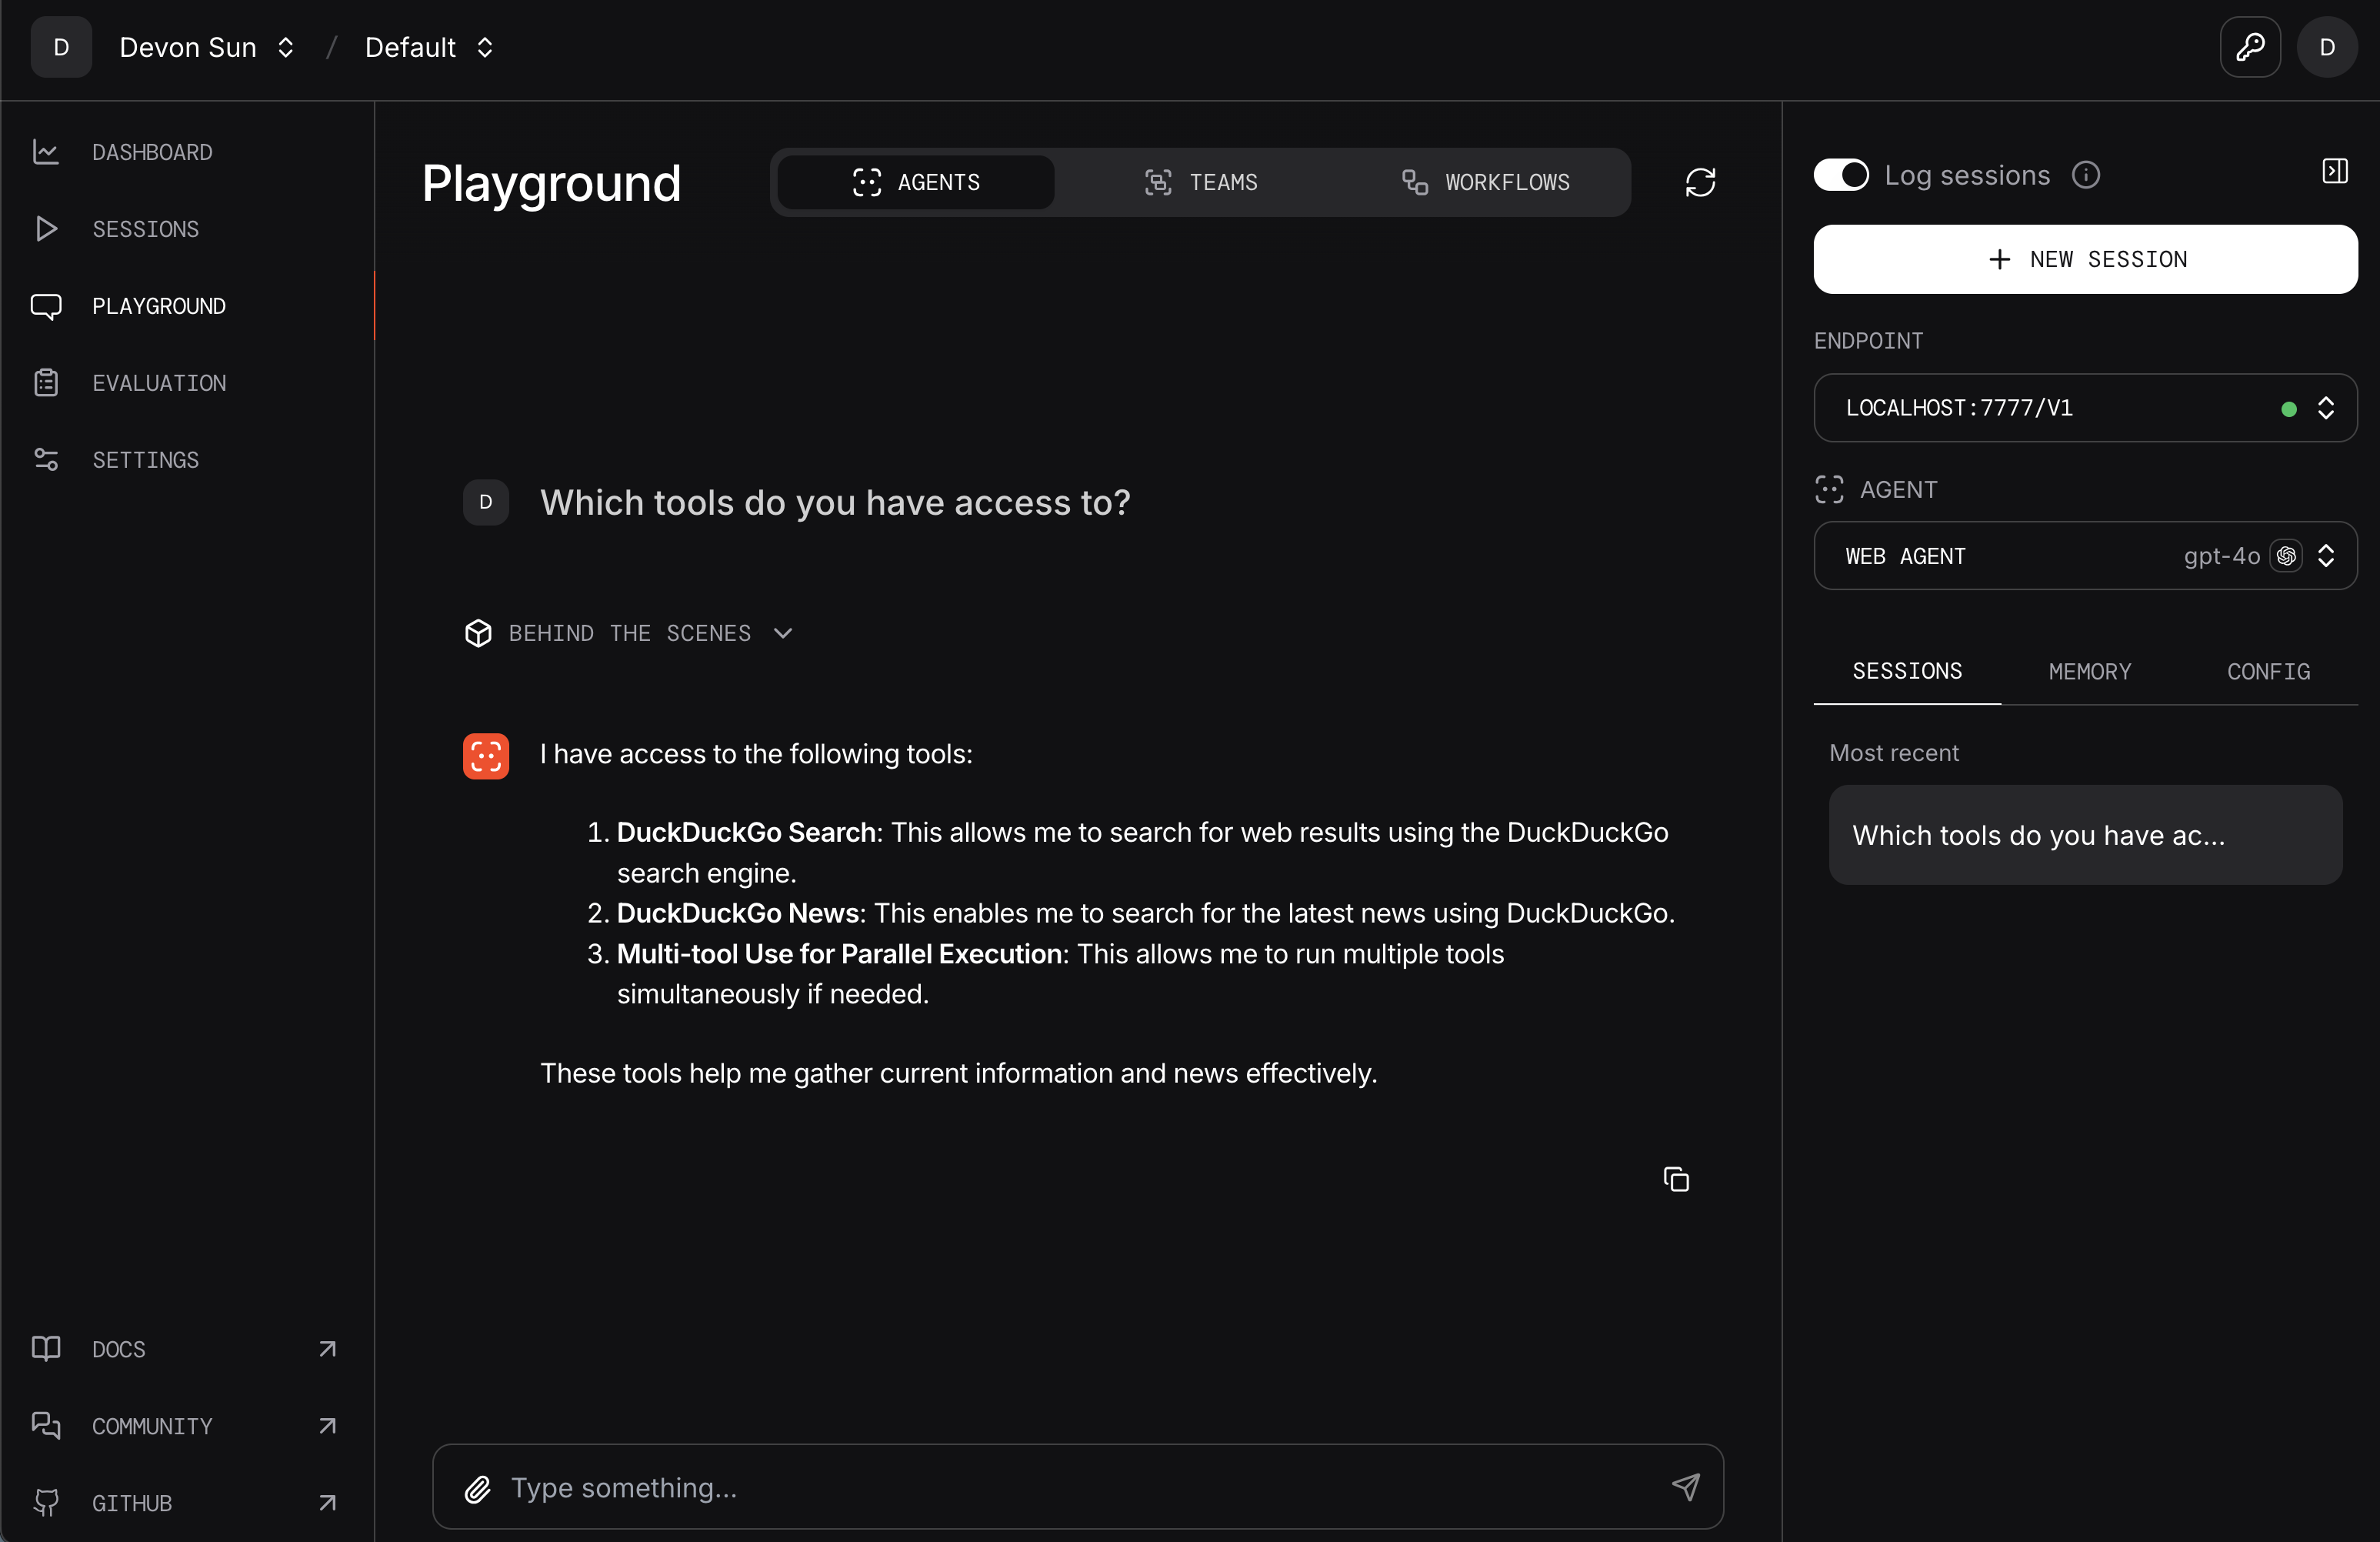 D Devon Sun / Default D
DASHBOARD
SESSIONS
PLAYGROUND
EVALUATION
SETTINGS
DOCS
COMMUNITY
GITHUB
Playground
AGENTS TEAMS WORKFLOWS
D Which tools do you have access to?
BEHIND THE SCENES
I have access to the following tools:
1. DuckDuckGo Search: This allows me to search for web results using the DuckDuckGo
search engine.
2. DuckDuckGo News: This enables me to search for the latest news using DuckDuckGo.
3. Multi-tool Use for Parallel Execution: This allows me to run multiple tools
simultaneously if needed.
These tools help me gather current information and news effectively.
Type something...
Log sessions
+ NEW SESSION
ENDPOINT
LOCALHOST:7777/V1
AGENT
WEB AGENT gpt-4o
SESSIONS MEMORY CONFIG
Most recent
Which tools do you have ac...